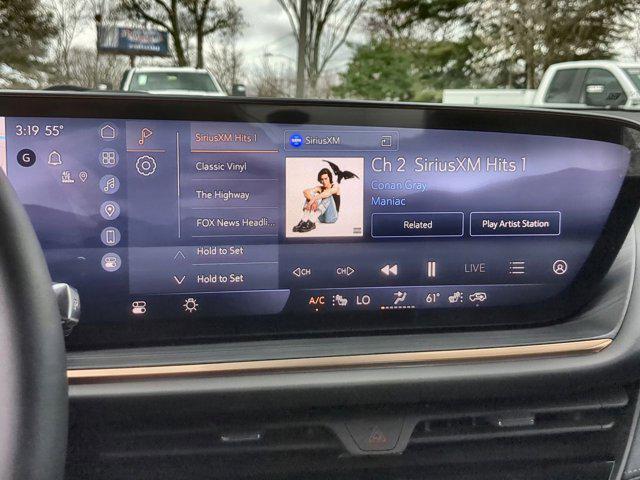 3:19 55°
G
SiriusXM Hits 1
Classic Vinyl
The Highway
FOX News Headli...
Hold to Set
Hold to Set
SiriusXM
Ch 2 SiriusXM Hits 1
Conan Gray
Maniac
Related
Play Artist Station
CH
CH
LIVE
A/C
LO
61°